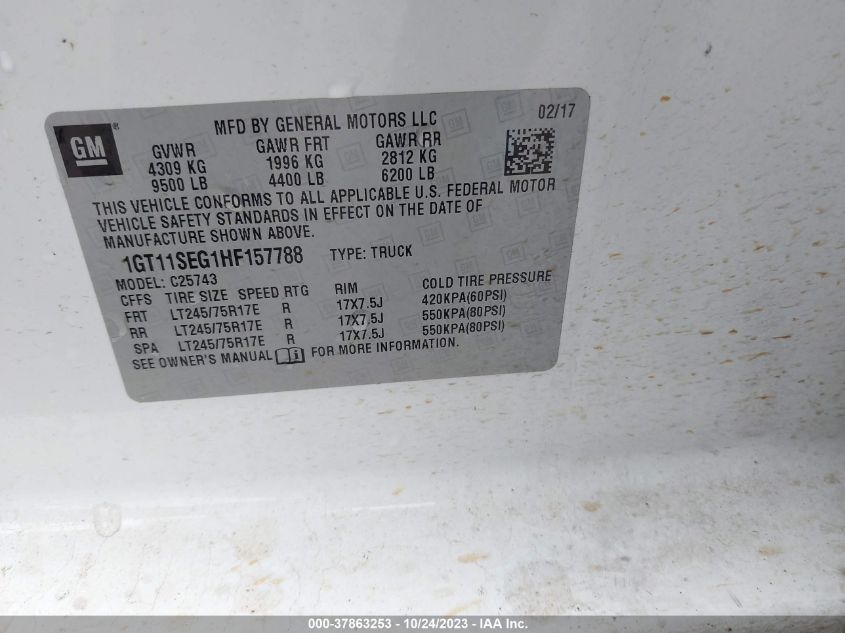 GM ®
MFD BY GENERAL MOTORS LLC 02/17
GVWR GAWR FRT GAWR RR
4309 KG 1996 KG 2812 KG
9500 LB 4400 LB 6200 LB
THIS VEHICLE CONFORMS TO ALL APPLICABLE U.S. FEDERAL MOTOR
VEHICLE SAFETY STANDARDS IN EFFECT ON THE DATE OF
MANUFACTURE SHOWN ABOVE.
1GT11SEG1HF157788 TYPE: TRUCK
MODEL: C25743
CFFS TIRE SIZE SPEED RTG RIM COLD TIRE PRESSURE
FRT LT245/75R17E R 17X7.5J 420KPA(60PSI)
RR LT245/75R17E R 17X7.5J 550KPA(80PSI)
SPA LT245/75R17E R 17X7.5J 550KPA(80PSI)
SEE OWNER'S MANUAL FOR MORE INFORMATION.
000-37863253 - 10/24/2023 - IAA Inc.